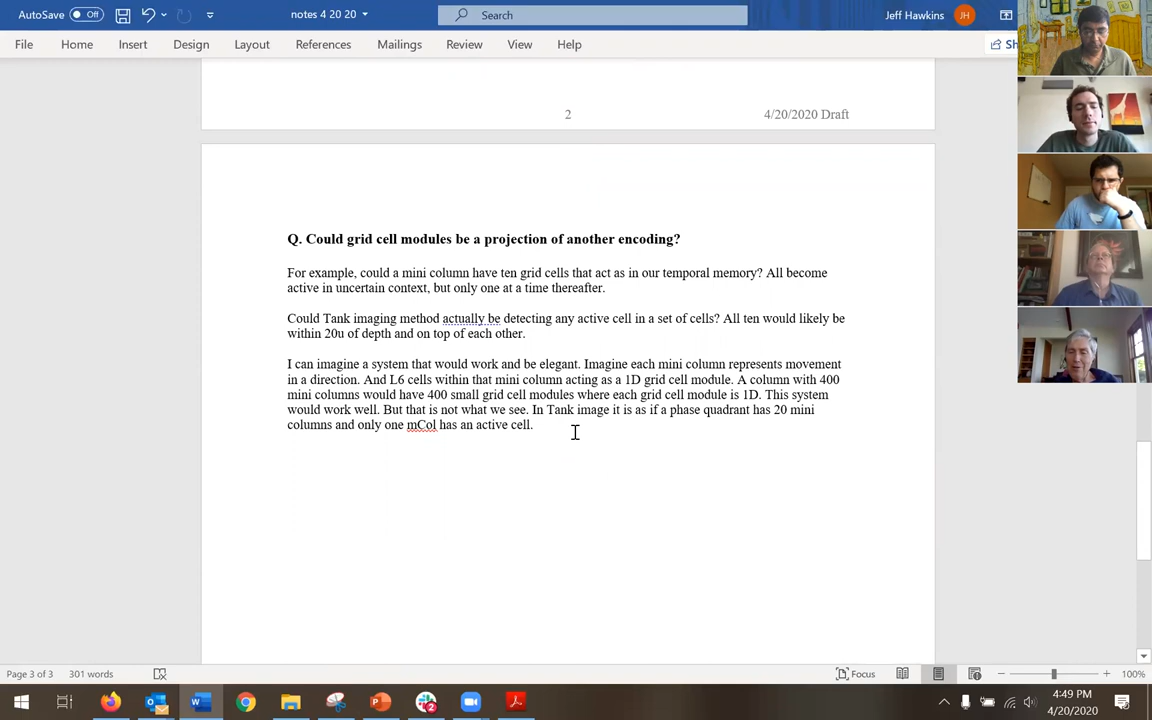 AutoSave Off notes 4 20 20 Search Jeff Hawkins JH
File Home Insert Design Layout References Mailings Review View Help Sh
2 4/20/2020 Draft
Q. Could grid cell modules be a projection of another encoding?
For example, could a mini column have ten grid cells that act as in our temporal memory? All become
active in uncertain context, but only one at a time thereafter.
Could Tank imaging method actually be detecting any active cell in a set of cells? All ten would likely be
within 20u of depth and on top of each other.
I can imagine a system that would work and be elegant. Imagine each mini column represents movement
in a direction. And L6 cells within that mini column acting as a 1D grid cell module. A column with 400
mini columns would have 400 small grid cell modules where each grid cell module is 1D. This system
would work well. But that is not what we see. In Tank image it is as if a phase quadrant has 20 mini
columns and only one mCol has an active cell.
Page 3 of 3 301 words Focus 100%
4:49 PM
4/20/2020